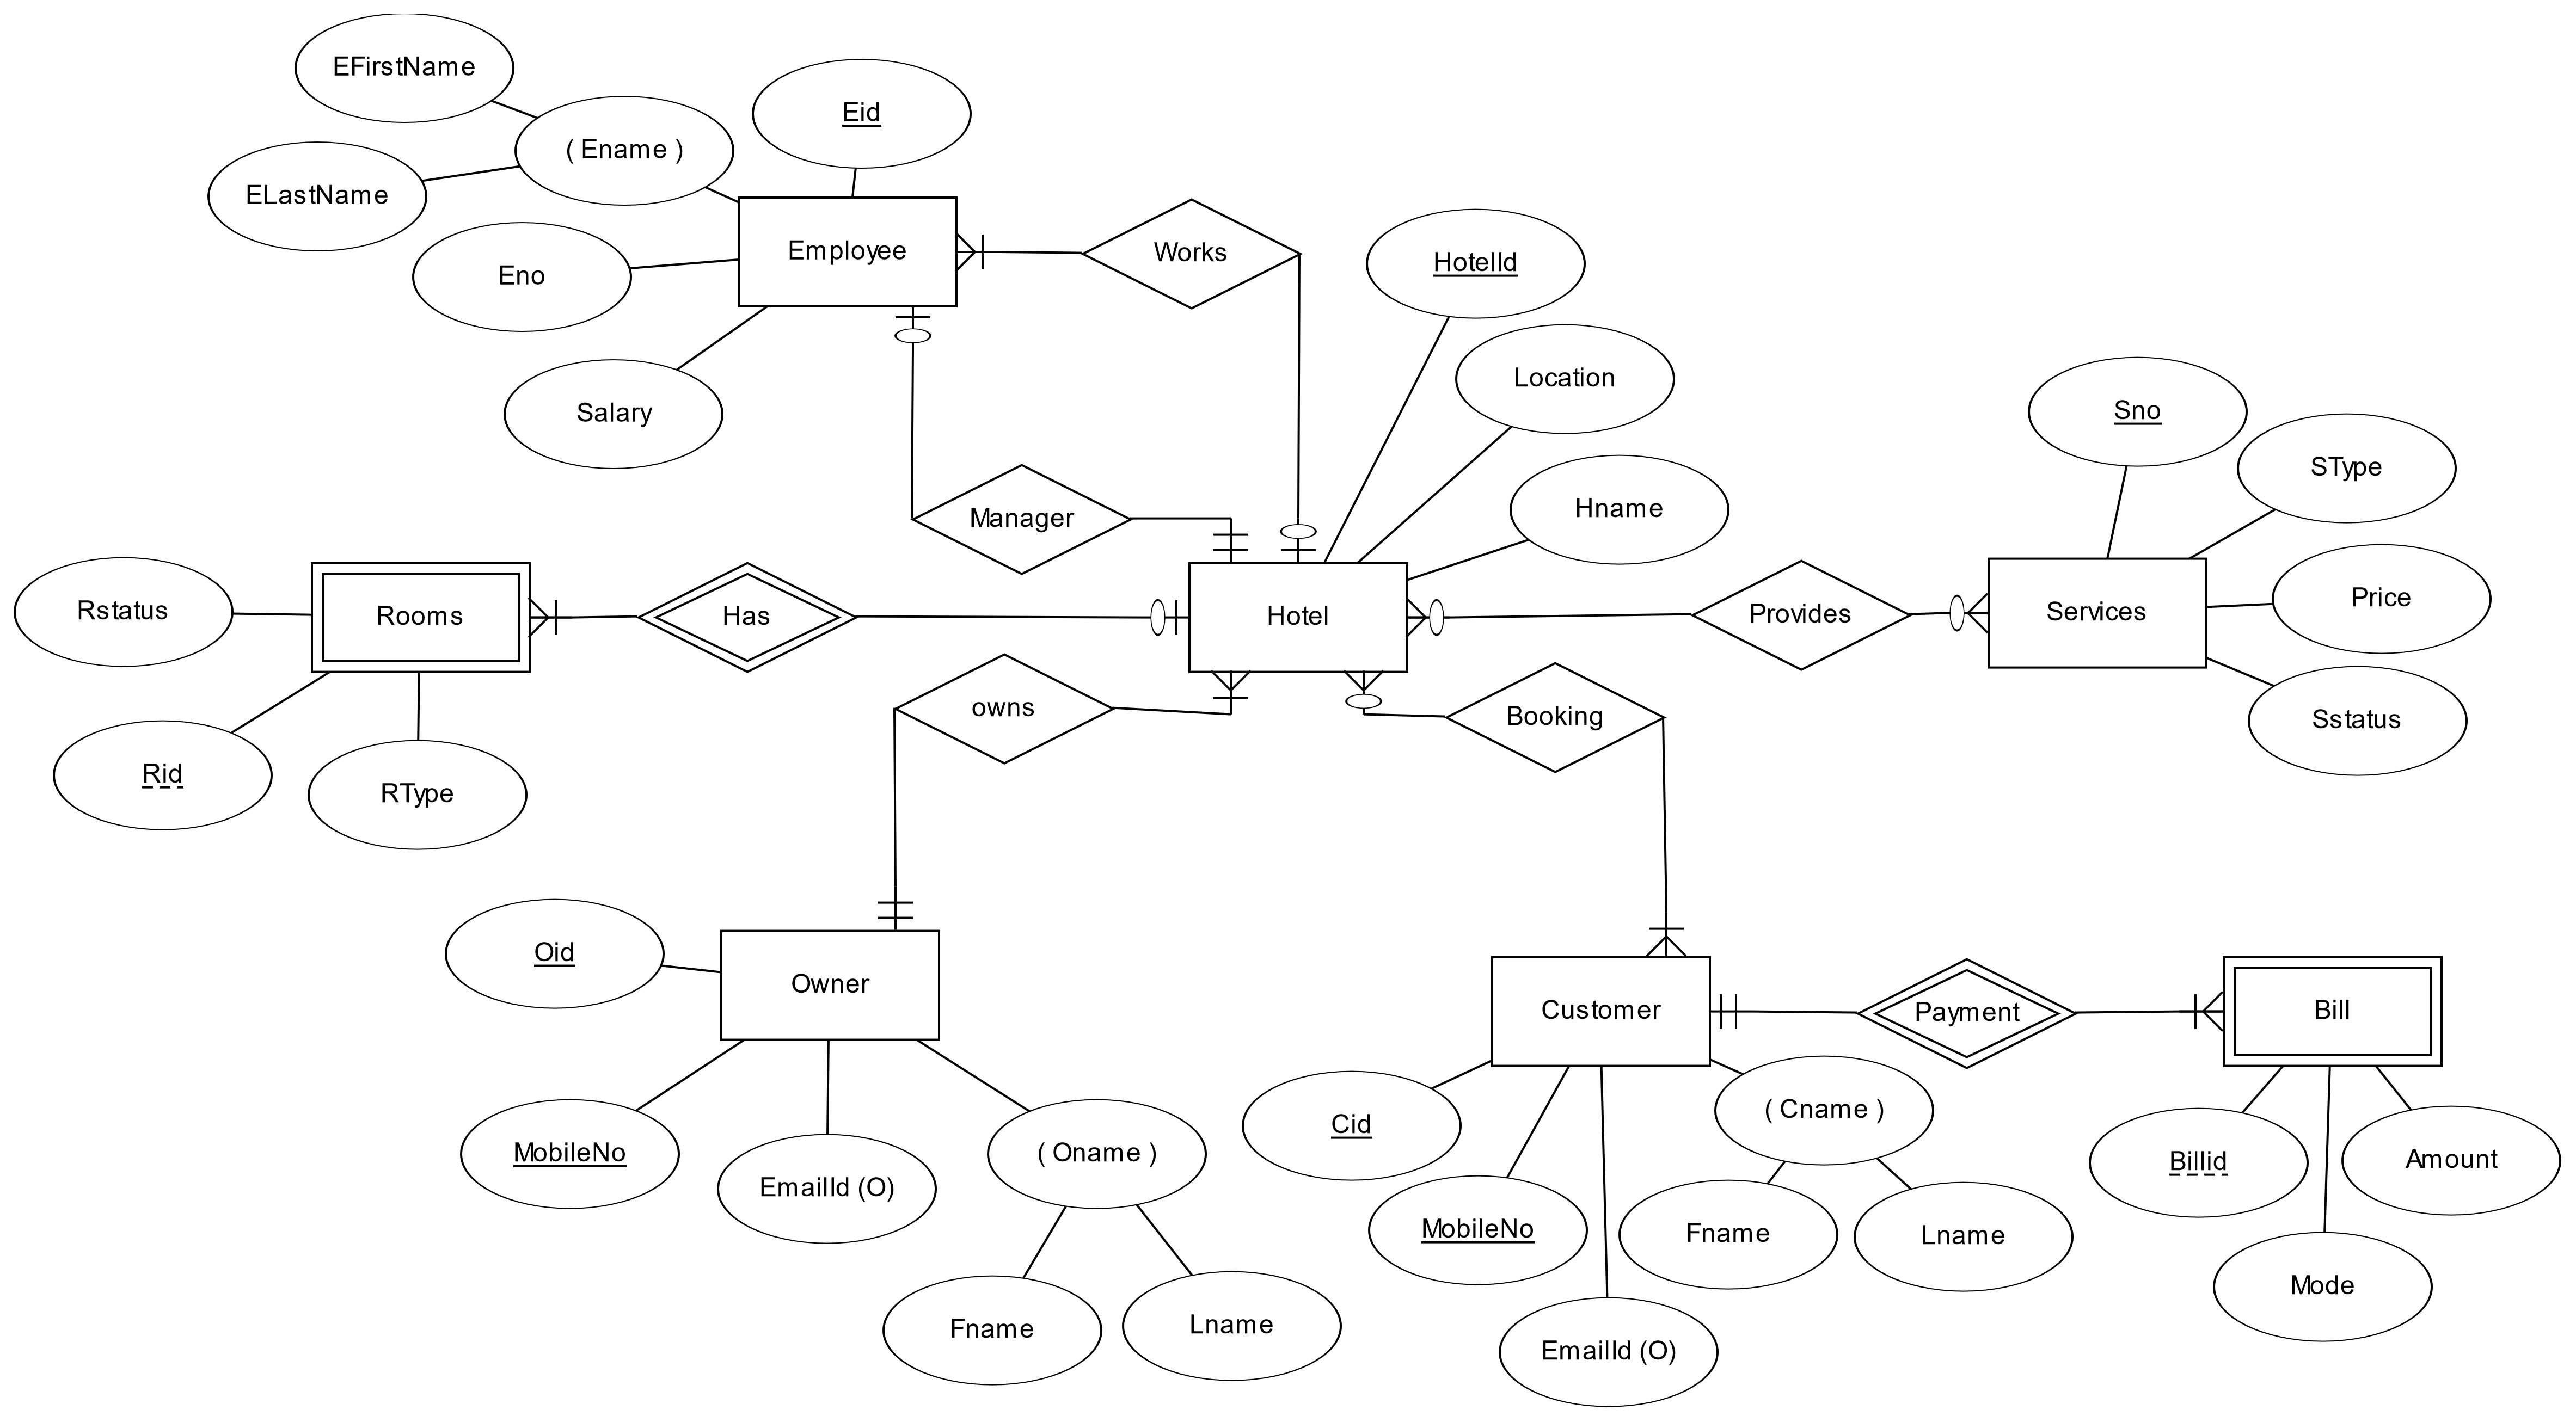 EFirstName
( Ename )
Eid
ELastName
Employee
Works
HotelId
Eno
Location
Salary
Sno
SType
Manager
Hname
Rstatus
Rooms
Has
Hotel
Provides
Services
Price
owns
Booking
Sstatus
Rid
RType
Oid
Owner
Customer
Payment
Bill
MobileNo
EmailId (O)
( Oname )
Cid
( Cname )
Billid
Amount
MobileNo
Fname
Lname
Fname
Lname
EmailId (O)
Mode